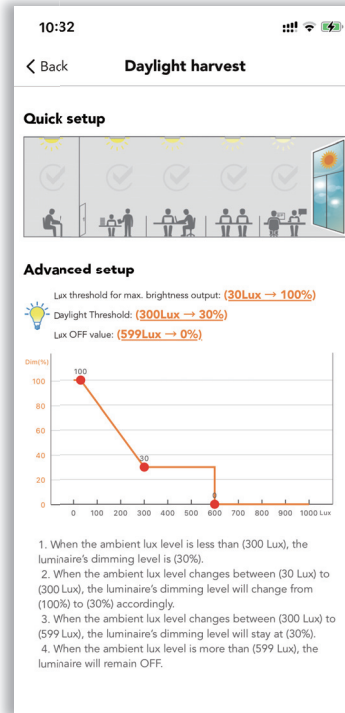 10:32
Back
Daylight harvest
Quick setup
Advanced setup
Lux threshold for max. brightness output: (30Lux → 100%)
Daylight Threshold: (300Lux → 30%)
Lux OFF value: (599Lux → 0%)
Dim(%)
100
100
80
60
40
30
20
0
0
0 100 200 300 400 500 600 700 800 900 1000 Lux
1. When the ambient lux level is less than (300 Lux), the
luminaire's dimming level is (30%).
2. When the ambient lux level changes between (30 Lux) to
(300 Lux), the luminaire's dimming level will change from
(100%) to (30%) accordingly.
3. When the ambient lux level changes between (300 Lux) to
(599 Lux), the luminaire's dimming level will stay at (30%).
4. When the ambient lux level is more than (599 Lux), the
luminaire will remain OFF.